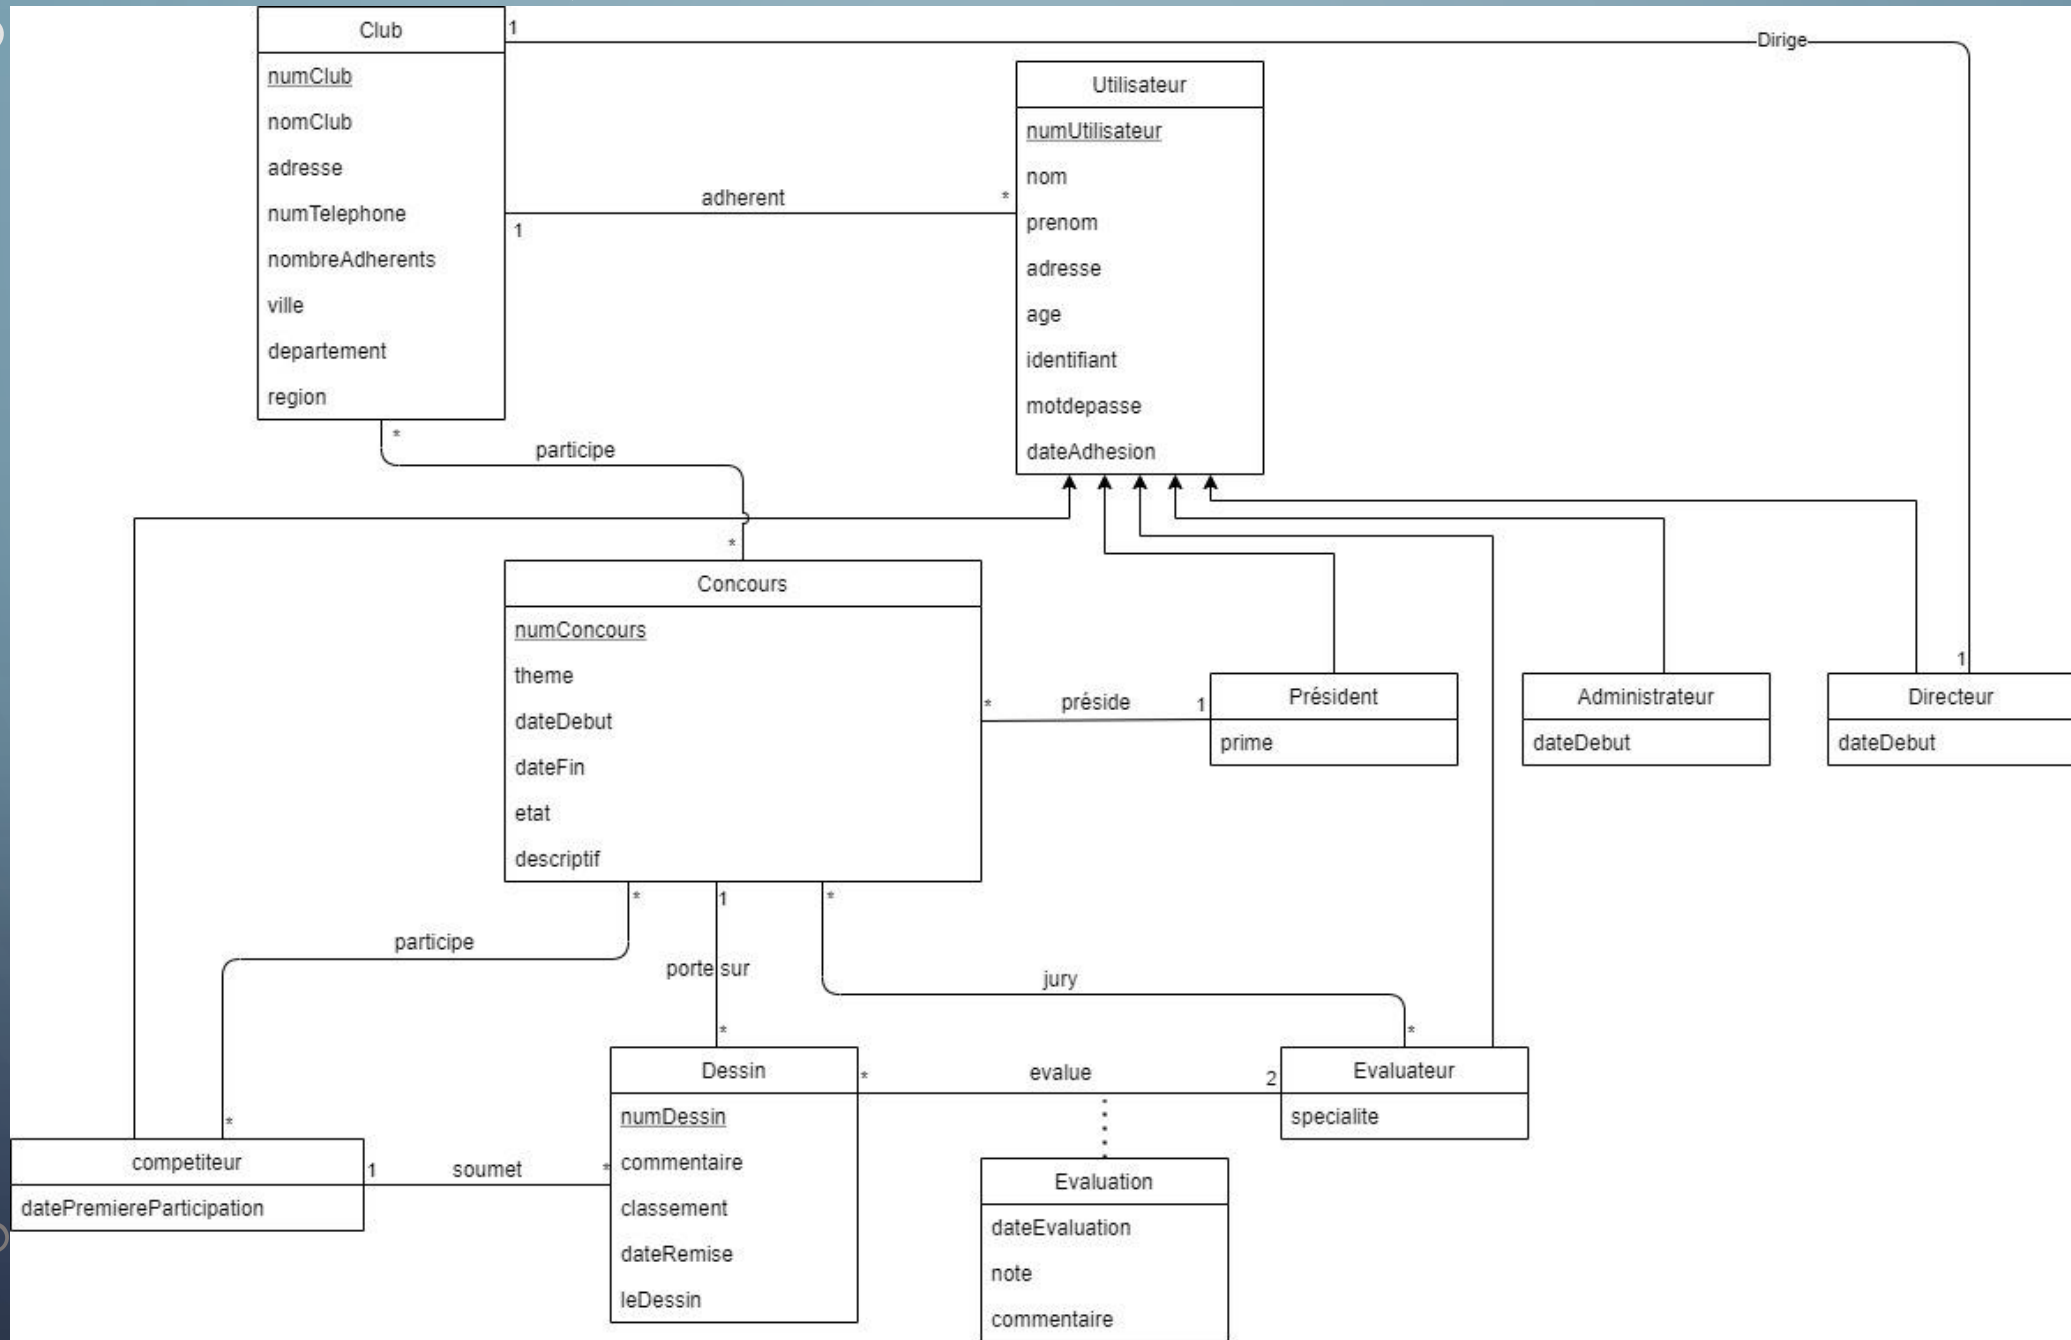 Club
1
Dirige
numClub
nomClub
adresse
numTelephone
nombreAdherents
ville
departement
region
Utilisateur
numUtilisateur
nom
prenom
adresse
age
identifiant
motdepasse
dateAdhesion
adherent
*
1
*
participe
*
Concours
numConcours
theme
dateDebut
dateFin
etat
descriptif
*
préside
1
Président
prime
Administrateur
dateDebut
1
Directeur
dateDebut
*
1
*
participe
porte sur
jury
*
*
*
Dessin
numDessin
commentaire
classement
dateRemise
leDessin
*
evalue
2
Evaluateur
specialite
competiteur
datePremiereParticipation
1
soumet
*
Evaluation
dateEvaluation
note
commentaire